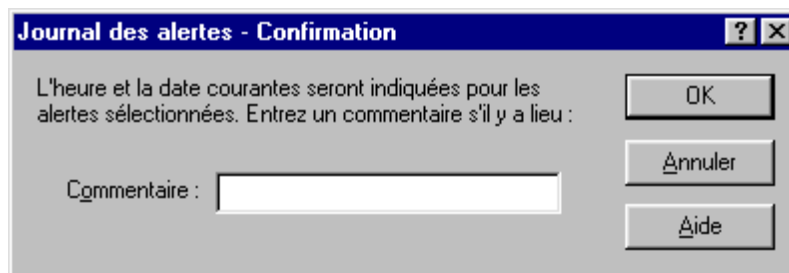 Journal des alertes - Confirmation
L'heure et la date courantes seront indiquées pour les
alertes sélectionnées. Entrez un commentaire s'il y a lieu :
OK
Annuler
Commentaire :
Aide